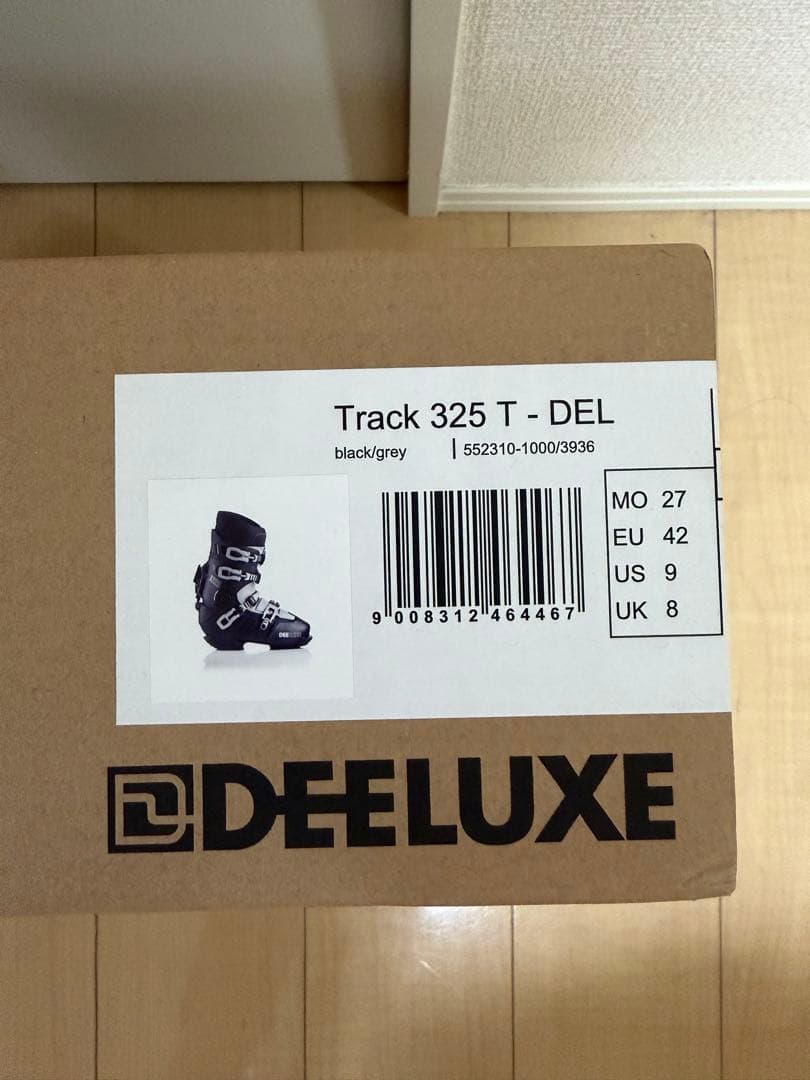 Track 325 T - DEL
black/grey | 552310-1000/3936
MO 27
EU 42
US 9
UK 8
9 008312 464467
DEELUXE
DEELUXE